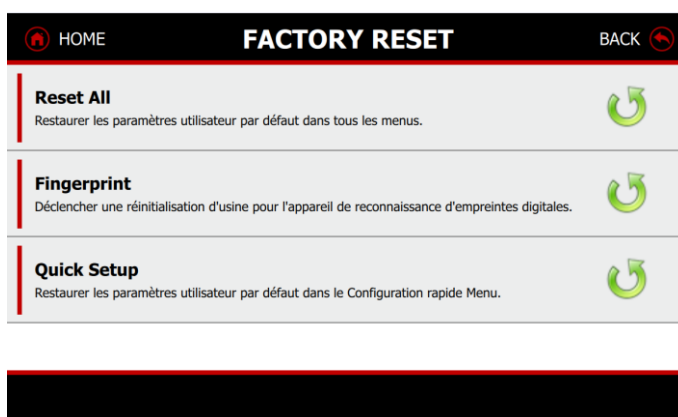 HOME FACTORY RESET BACK
Reset All
Restaurer les paramètres utilisateur par défaut dans tous les menus.
Fingerprint
Déclencher une réinitialisation d'usine pour l'appareil de reconnaissance d'empreintes digitales.
Quick Setup
Restaurer les paramètres utilisateur par défaut dans le Configuration rapide Menu.